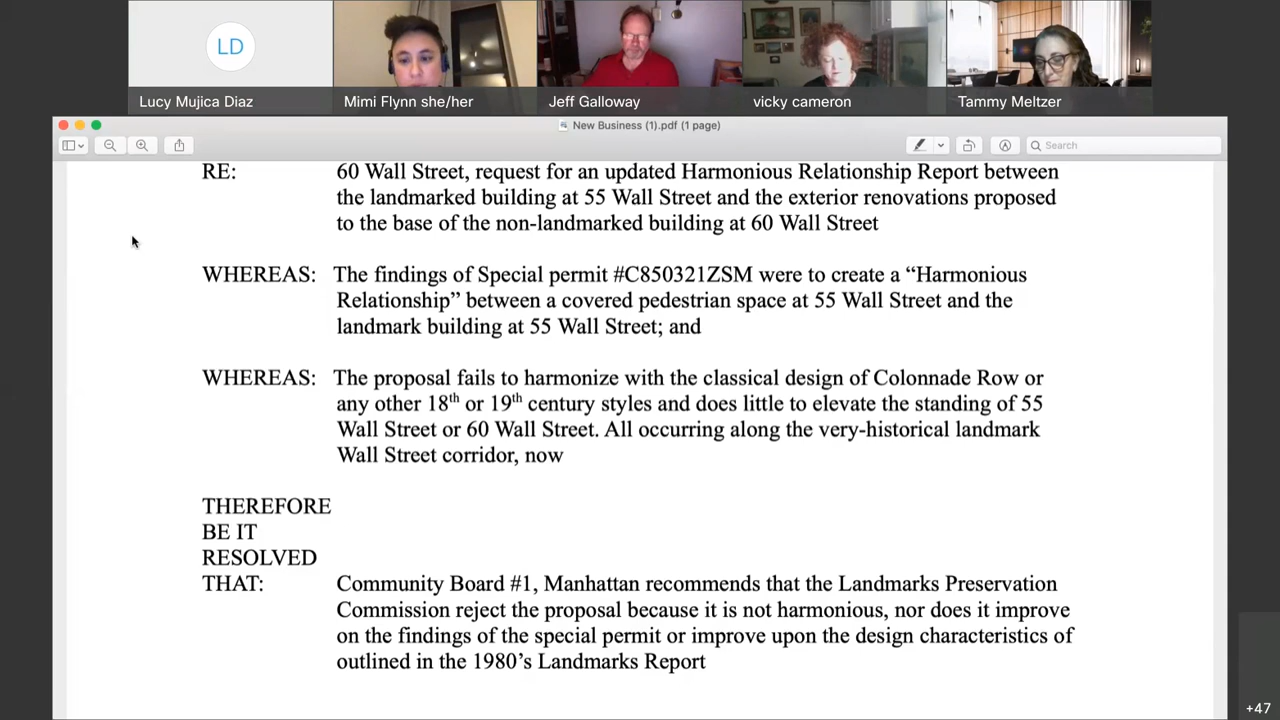 LD
Lucy Mujica Diaz
Mimi Flynn she/her
Jeff Galloway
vicky cameron
Tammy Meltzer
New Business (1).pdf (1 page)
Search
RE: 60 Wall Street, request for an updated Harmonious Relationship Report between
the landmarked building at 55 Wall Street and the exterior renovations proposed
to the base of the non-landmarked building at 60 Wall Street
WHEREAS: The findings of Special permit #C850321ZSM were to create a “Harmonious
Relationship” between a covered pedestrian space at 55 Wall Street and the
landmark building at 55 Wall Street; and
WHEREAS: The proposal fails to harmonize with the classical design of Colonnade Row or
any other 18th or 19th century styles and does little to elevate the standing of 55
Wall Street or 60 Wall Street. All occurring along the very-historical landmark
Wall Street corridor, now
THEREFORE
BE IT
RESOLVED
THAT: Community Board #1, Manhattan recommends that the Landmarks Preservation
Commission reject the proposal because it is not harmonious, nor does it improve
on the findings of the special permit or improve upon the design characteristics of
outlined in the 1980’s Landmarks Report
+47